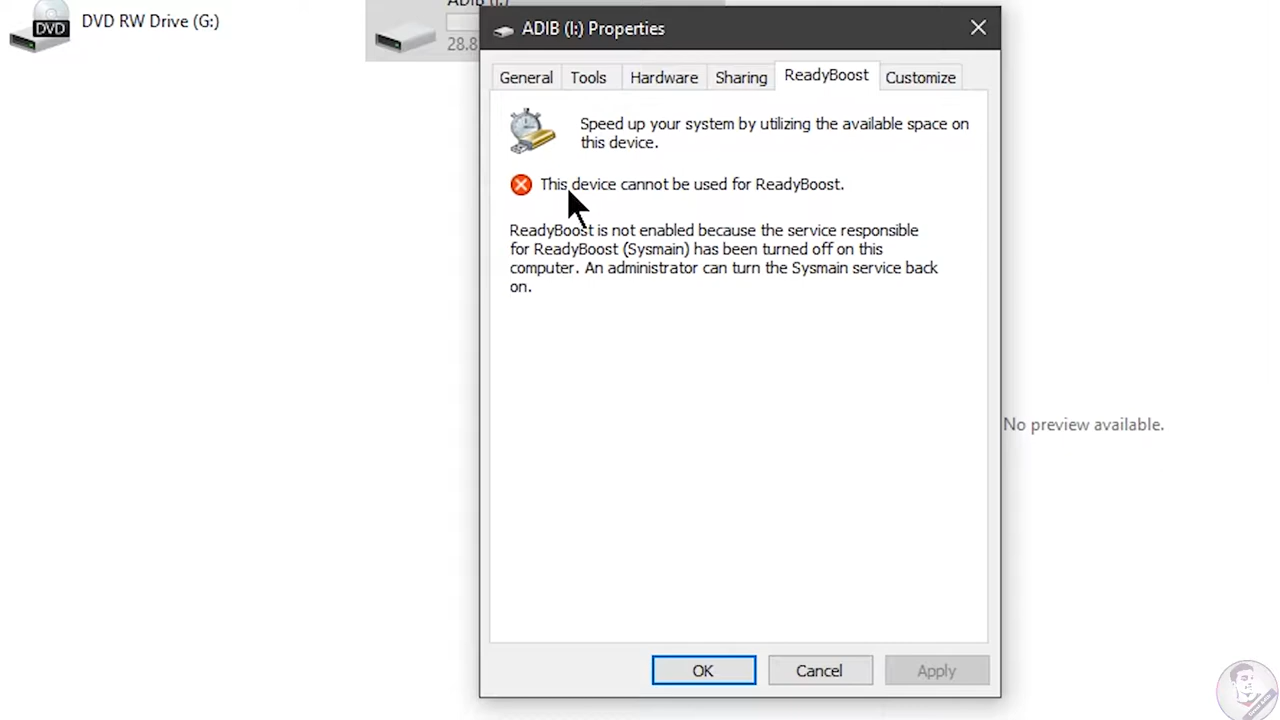 DVD
DVD RW Drive (G:)
28.8
ADIB (I:) Properties
General
Tools
Hardware
Sharing
ReadyBoost
Customize
Speed up your system by utilizing the available space on
this device.
This device cannot be used for ReadyBoost.
ReadyBoost is not enabled because the service responsible
for ReadyBoost (Sysmain) has been turned off on this
computer. An administrator can turn the Sysmain service back
on.
No preview available.
OK
Cancel
Apply